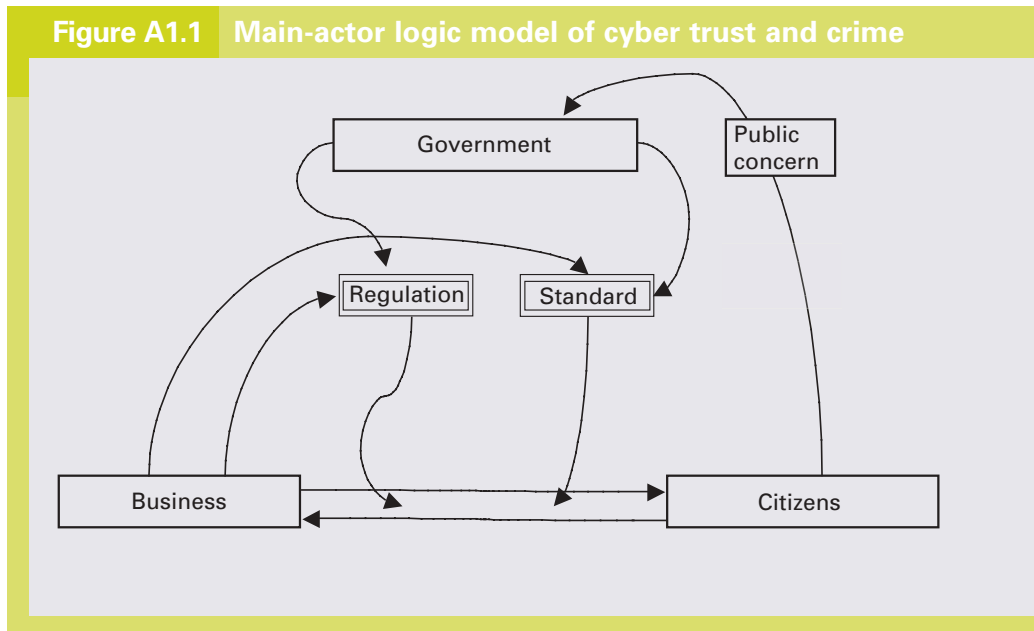 Figure A1.1 Main-actor logic model of cyber trust and crime
Government
Public
concern
Regulation
Standard
Business
Citizens